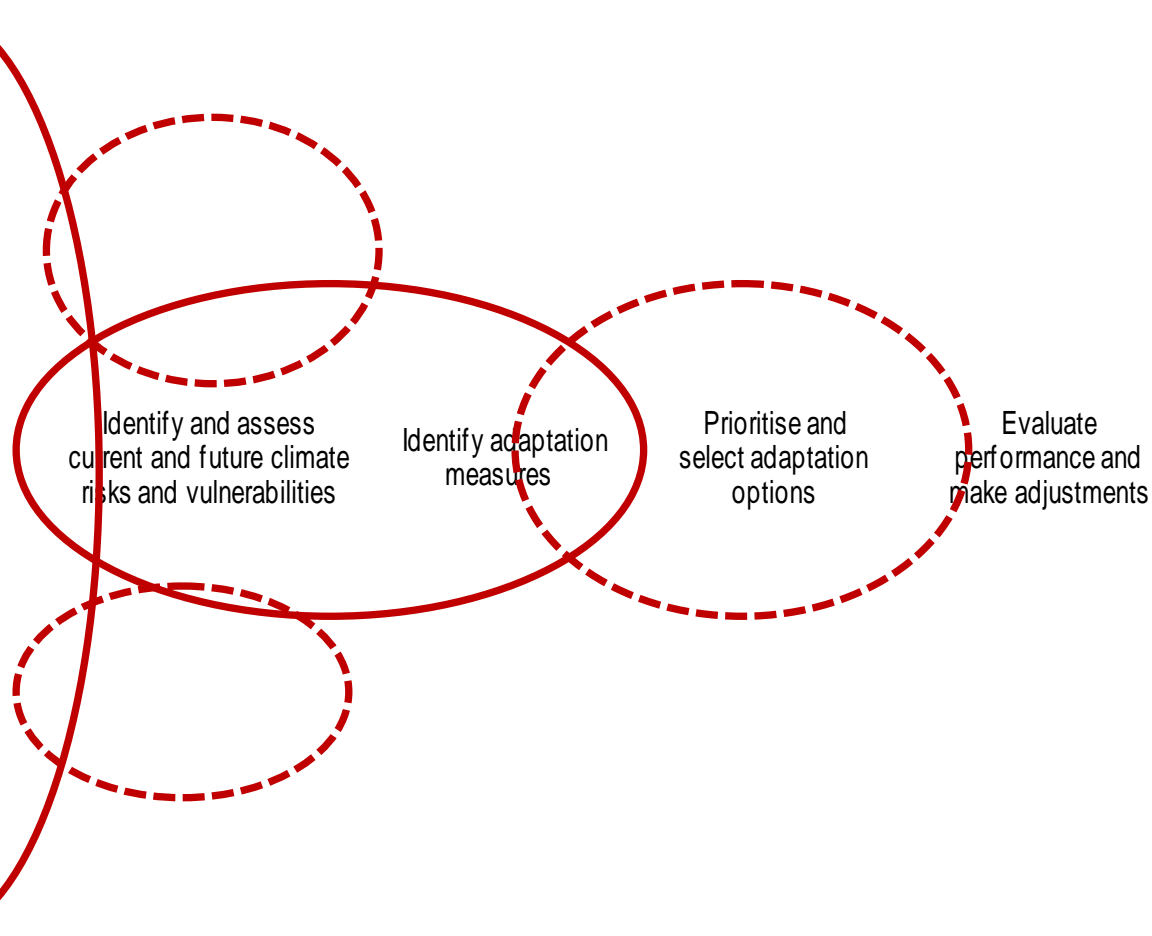 Identify and assess
current and future climate
risks and vulnerabilities
Identify adaptation
measures
Prioritise and
select adaptation
options
Evaluate
performance and
make adjustments